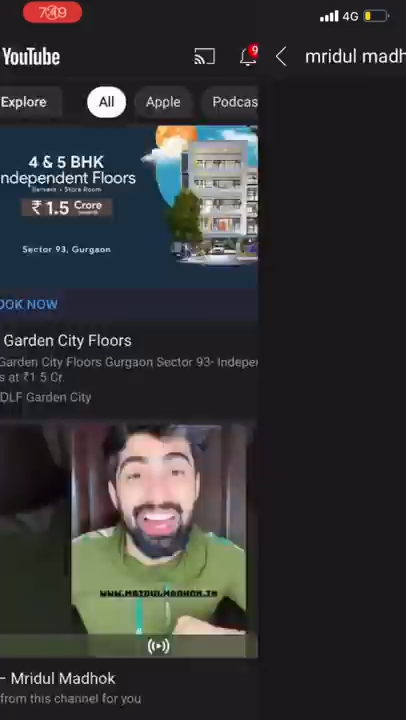 7:49
4G
YouTube
9
mridul madh
Explore
All
Apple
Podcas
4 & 5 BHK
ndependent Floors
₹ 1.5 Crore
Sector 93, Gurgaon
OOK NOW
Garden City Floors
Garden City Floors Gurgaon Sector 93- Indepe
s at ₹1 5 Cr.
DLF Garden City
WWW.MRIDULMADHOK.IN
- Mridul Madhok
from this channel for you